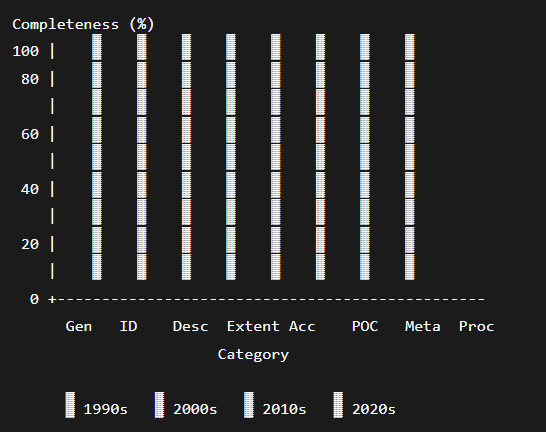 Completeness (%)
100 |    ▓    ▓    ▓    ▓    ▓    ▓    ▓    ▓
 80 |    ▓    ▓    ▓    ▓    ▓    ▓    ▓    ▓
    |    ▓    ▓    ▓    ▓    ▓    ▓    ▓    ▓
 60 |    ▓    ▓    ▓    ▓    ▓    ▓    ▓    ▓
    |    ▓    ▓    ▓    ▓    ▓    ▓    ▓    ▓
 40 |    ▓    ▓    ▓    ▓    ▓    ▓    ▓    ▓
    |    ▓    ▓    ▓    ▓    ▓    ▓    ▓    ▓
 20 |    ▓    ▓    ▓    ▓    ▓    ▓    ▓    ▓
    |    ▓    ▓    ▓    ▓    ▓    ▓    ▓    ▓
  0 +------------------------------------------------
      Gen   ID    Desc  Extent Acc    POC   Meta  Proc
                       Category
      ▓ 1990s   ▓ 2000s   ▓ 2010s   ▓ 2020s